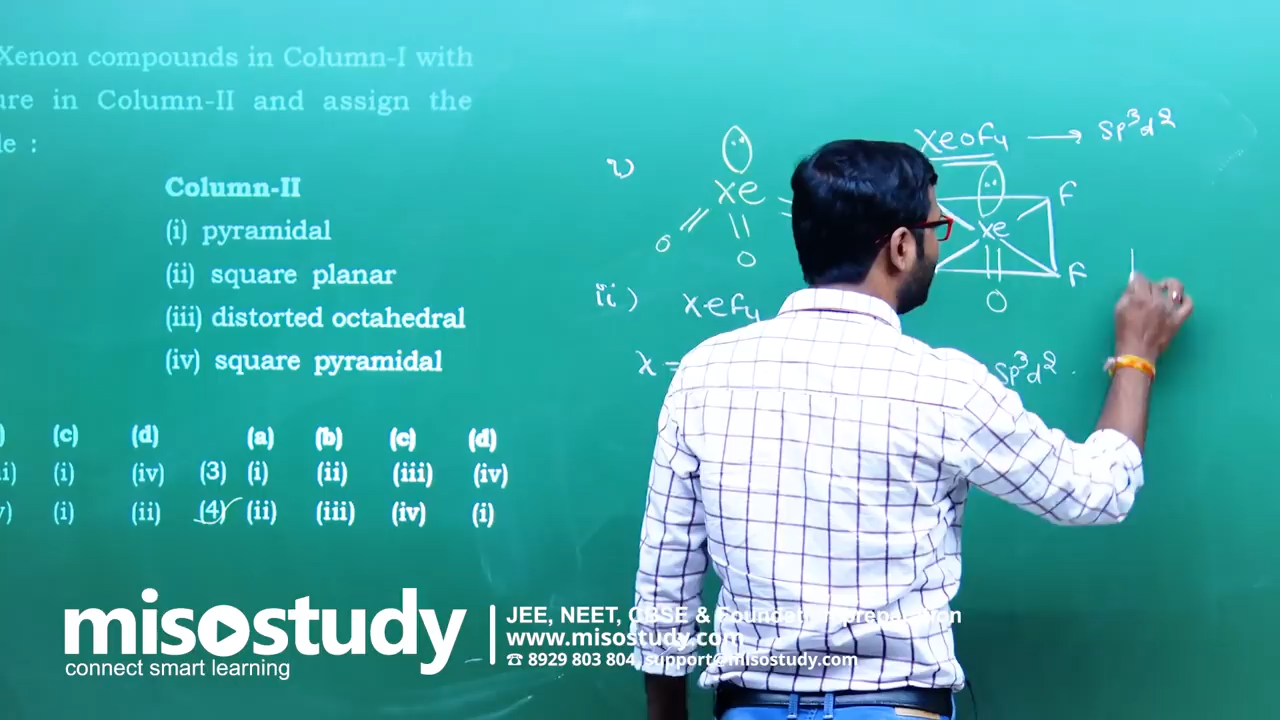 Xenon compounds in Column-I with
ure in Column-II and assign the
le :
Column-II
(i) pyramidal
(ii) square planar
(iii) distorted octahedral
(iv) square pyramidal
) (c) (d) (a) (b) (c) (d)
i) (i) (iv) (3) (i) (ii) (iii) (iv)
) (i) (ii) (4) (ii) (iii) (iv) (i)
Xe
O
O
ii) XeF4
X =
XeOF4 → Sp3d2
F
Xe
F
O
Sp3d2.
misostudy
connect smart learning
JEE, NEET, CBSE & Foundation preparation
www.misostudy.com
☎ 8929 803 804, support@misostudy.com